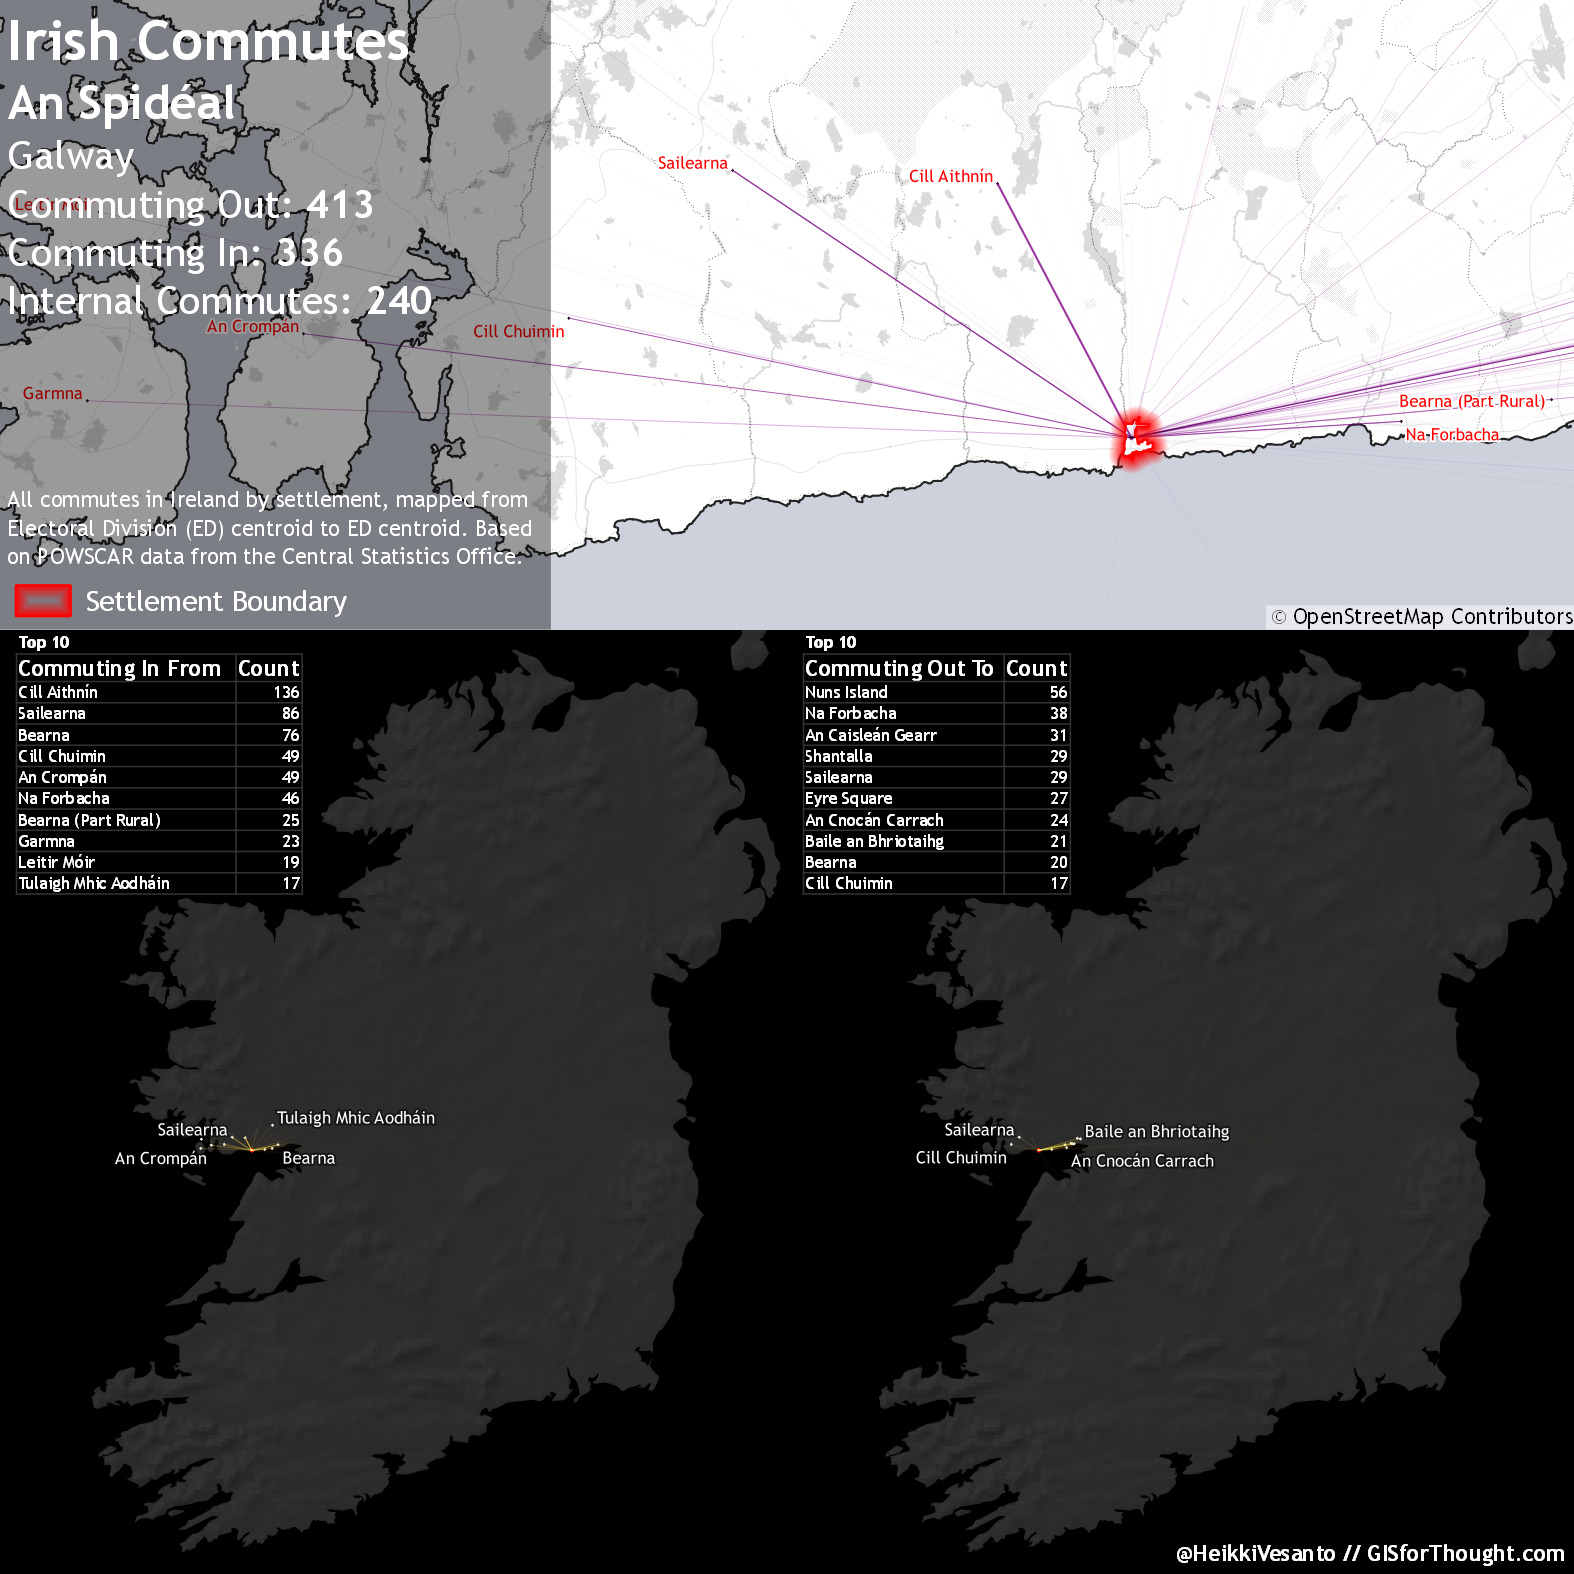 Irish Commutes
An Spidéal
Galway
Leitir Móir
Commuting Out: 413
Commuting In: 336
Internal Commutes: 240
An Crompán
Garmna
Cill Chuimin
Sailearna
Cill Aithnín
Bearna (Part Rural)
Na Forbacha
All commutes in Ireland by settlement, mapped from
Electoral Division (ED) centroid to ED centroid. Based
on POWSCAR data from the Central Statistics Office.
Settlement Boundary
© OpenStreetMap Contributors
Top 10
Commuting In From Count
Cill Aithnín 136
Sailearna 86
Bearna 76
Cill Chuimin 49
An Crompán 49
Na Forbacha 46
Bearna (Part Rural) 25
Garmna 23
Leitir Móir 19
Tulaigh Mhic Aodháin 17
Top 10
Commuting Out To Count
Nuns Island 56
Na Forbacha 38
An Caisleán Gearr 31
Shantalla 29
Sailearna 29
Eyre Square 27
An Cnocán Carrach 24
Baile an Bhriotaihg 21
Bearna 20
Cill Chuimin 17
Tulaigh Mhic Aodháin
Sailearna
An Crompán
Bearna
Sailearna
Baile an Bhriotaihg
Cill Chuimin
An Cnocán Carrach
@HeikkiVesanto // GISforThought.com